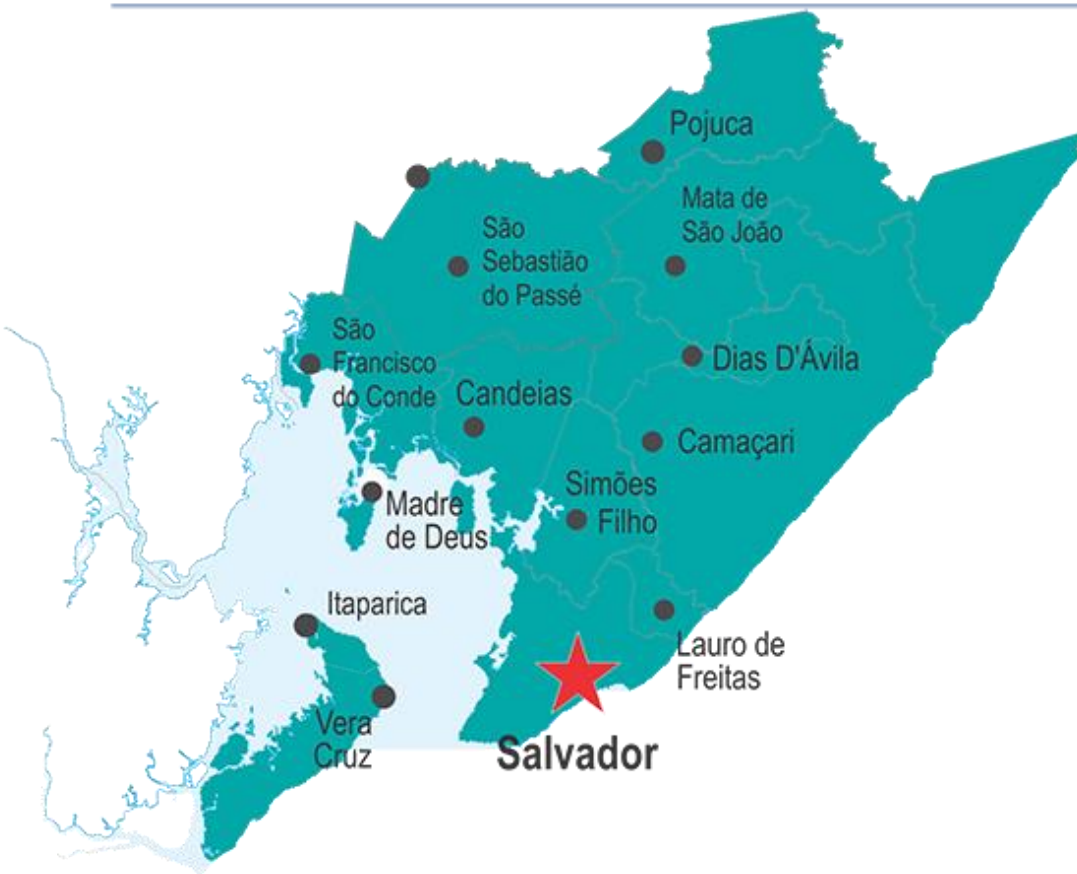 Pojuca
Mata de
São João
São
Sebastião
do Passé
São
Francisco
do Conde
Dias D'Ávila
Candeias
Camaçari
Simões
Filho
Madre
de Deus
Itaparica
Lauro de
Freitas
Vera
Cruz
Salvador